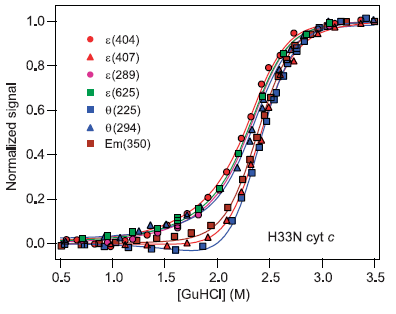 1.0
0.8
0.6
0.4
0.2
0.0
Normalized signal
ε(404)
ε(407)
ε(289)
ε(625)
θ(225)
θ(294)
Em(350)
H33N cyt c
0.5 1.0 1.5 2.0 2.5 3.0 3.5
[GuHCl] (M)